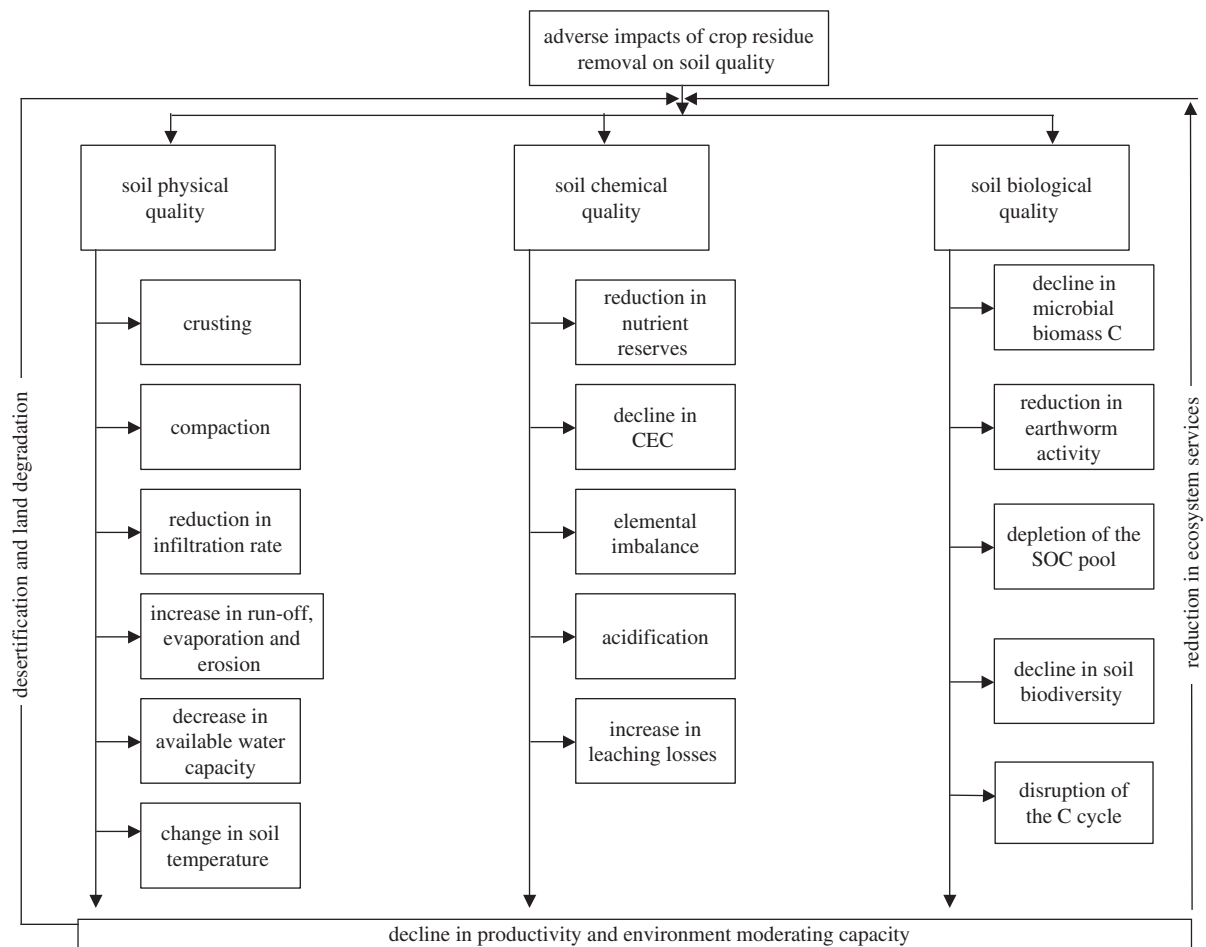 adverse impacts of crop residue
removal on soil quality
soil physical
quality
soil chemical
quality
soil biological
quality
crusting
compaction
reduction in
infiltration rate
increase in run-off,
evaporation and
erosion
decrease in
available water
capacity
change in soil
temperature
reduction in
nutrient
reserves
decline in
CEC
elemental
imbalance
acidification
increase in
leaching losses
decline in
microbial
biomass C
reduction in
earthworm
activity
depletion of the
SOC pool
decline in soil
biodiversity
disruption of
the C cycle
desertification and land degradation
reduction in ecosystem services
decline in productivity and environment moderating capacity